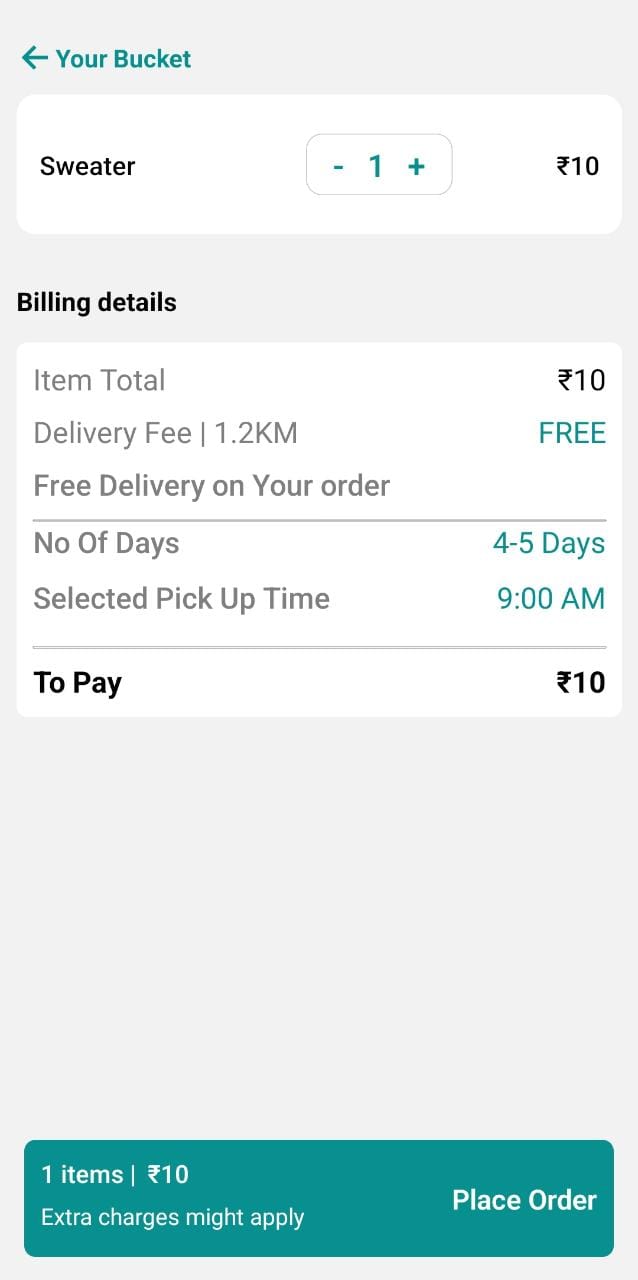 Your Bucket
Sweater - 1 + ₹10
Billing details
Item Total ₹10
Delivery Fee | 1.2KM FREE
Free Delivery on Your order
No Of Days 4-5 Days
Selected Pick Up Time 9:00 AM
To Pay ₹10
1 items | ₹10
Extra charges might apply
Place Order